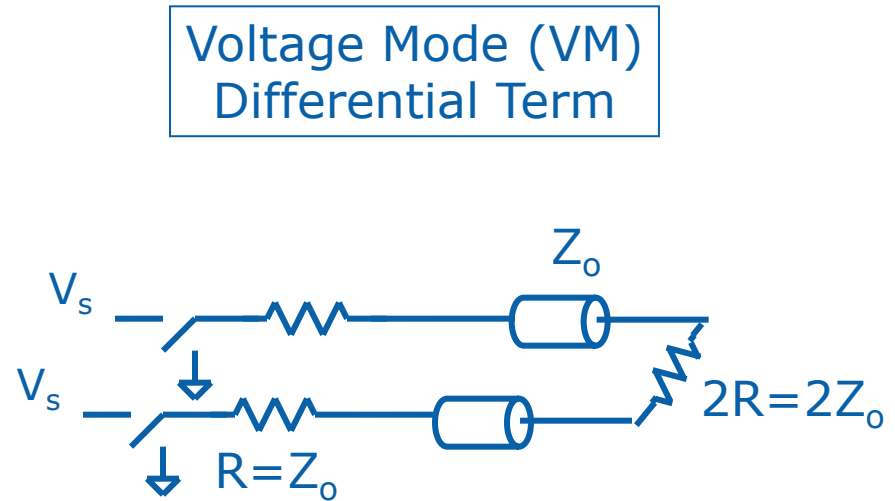 Voltage Mode (VM)
Differential Term
Zo
Vs
Vs
2R=2Zo
R=Zo